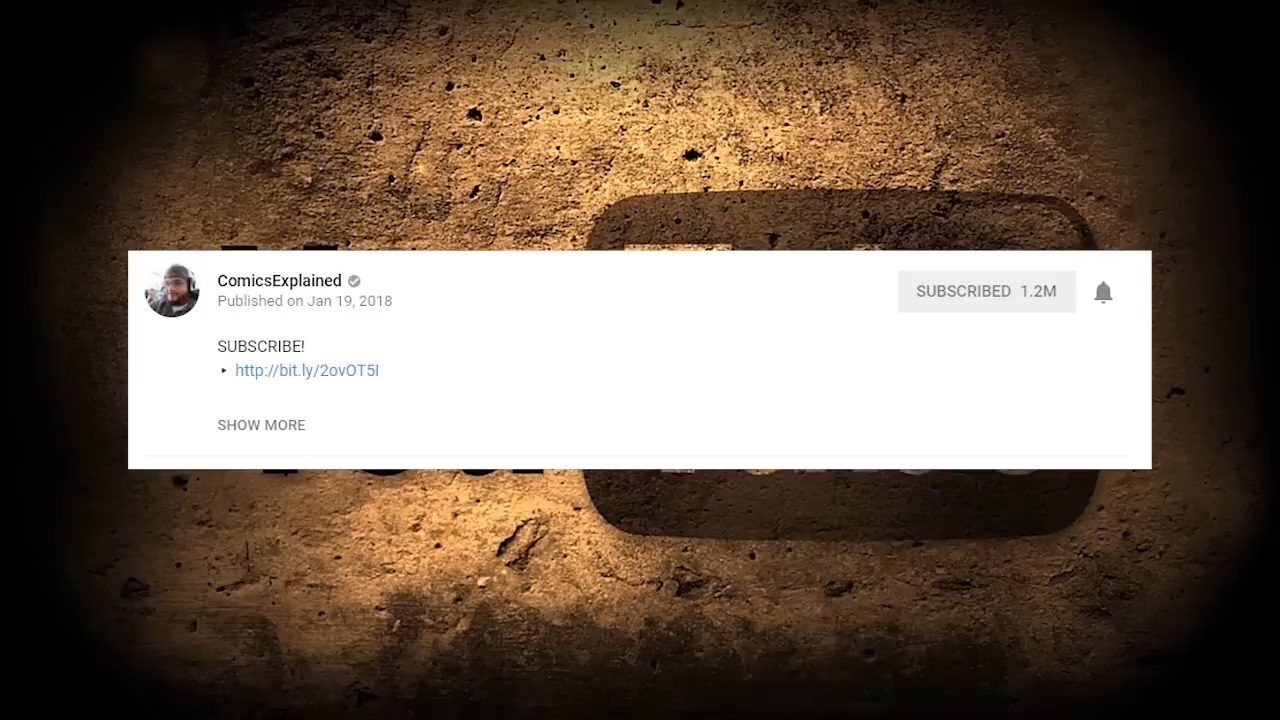 ComicsExplained
Published on Jan 19, 2018
SUBSCRIBED 1.2M
SUBSCRIBE!
‣ http://bit.ly/2ovOT5I
SHOW MORE